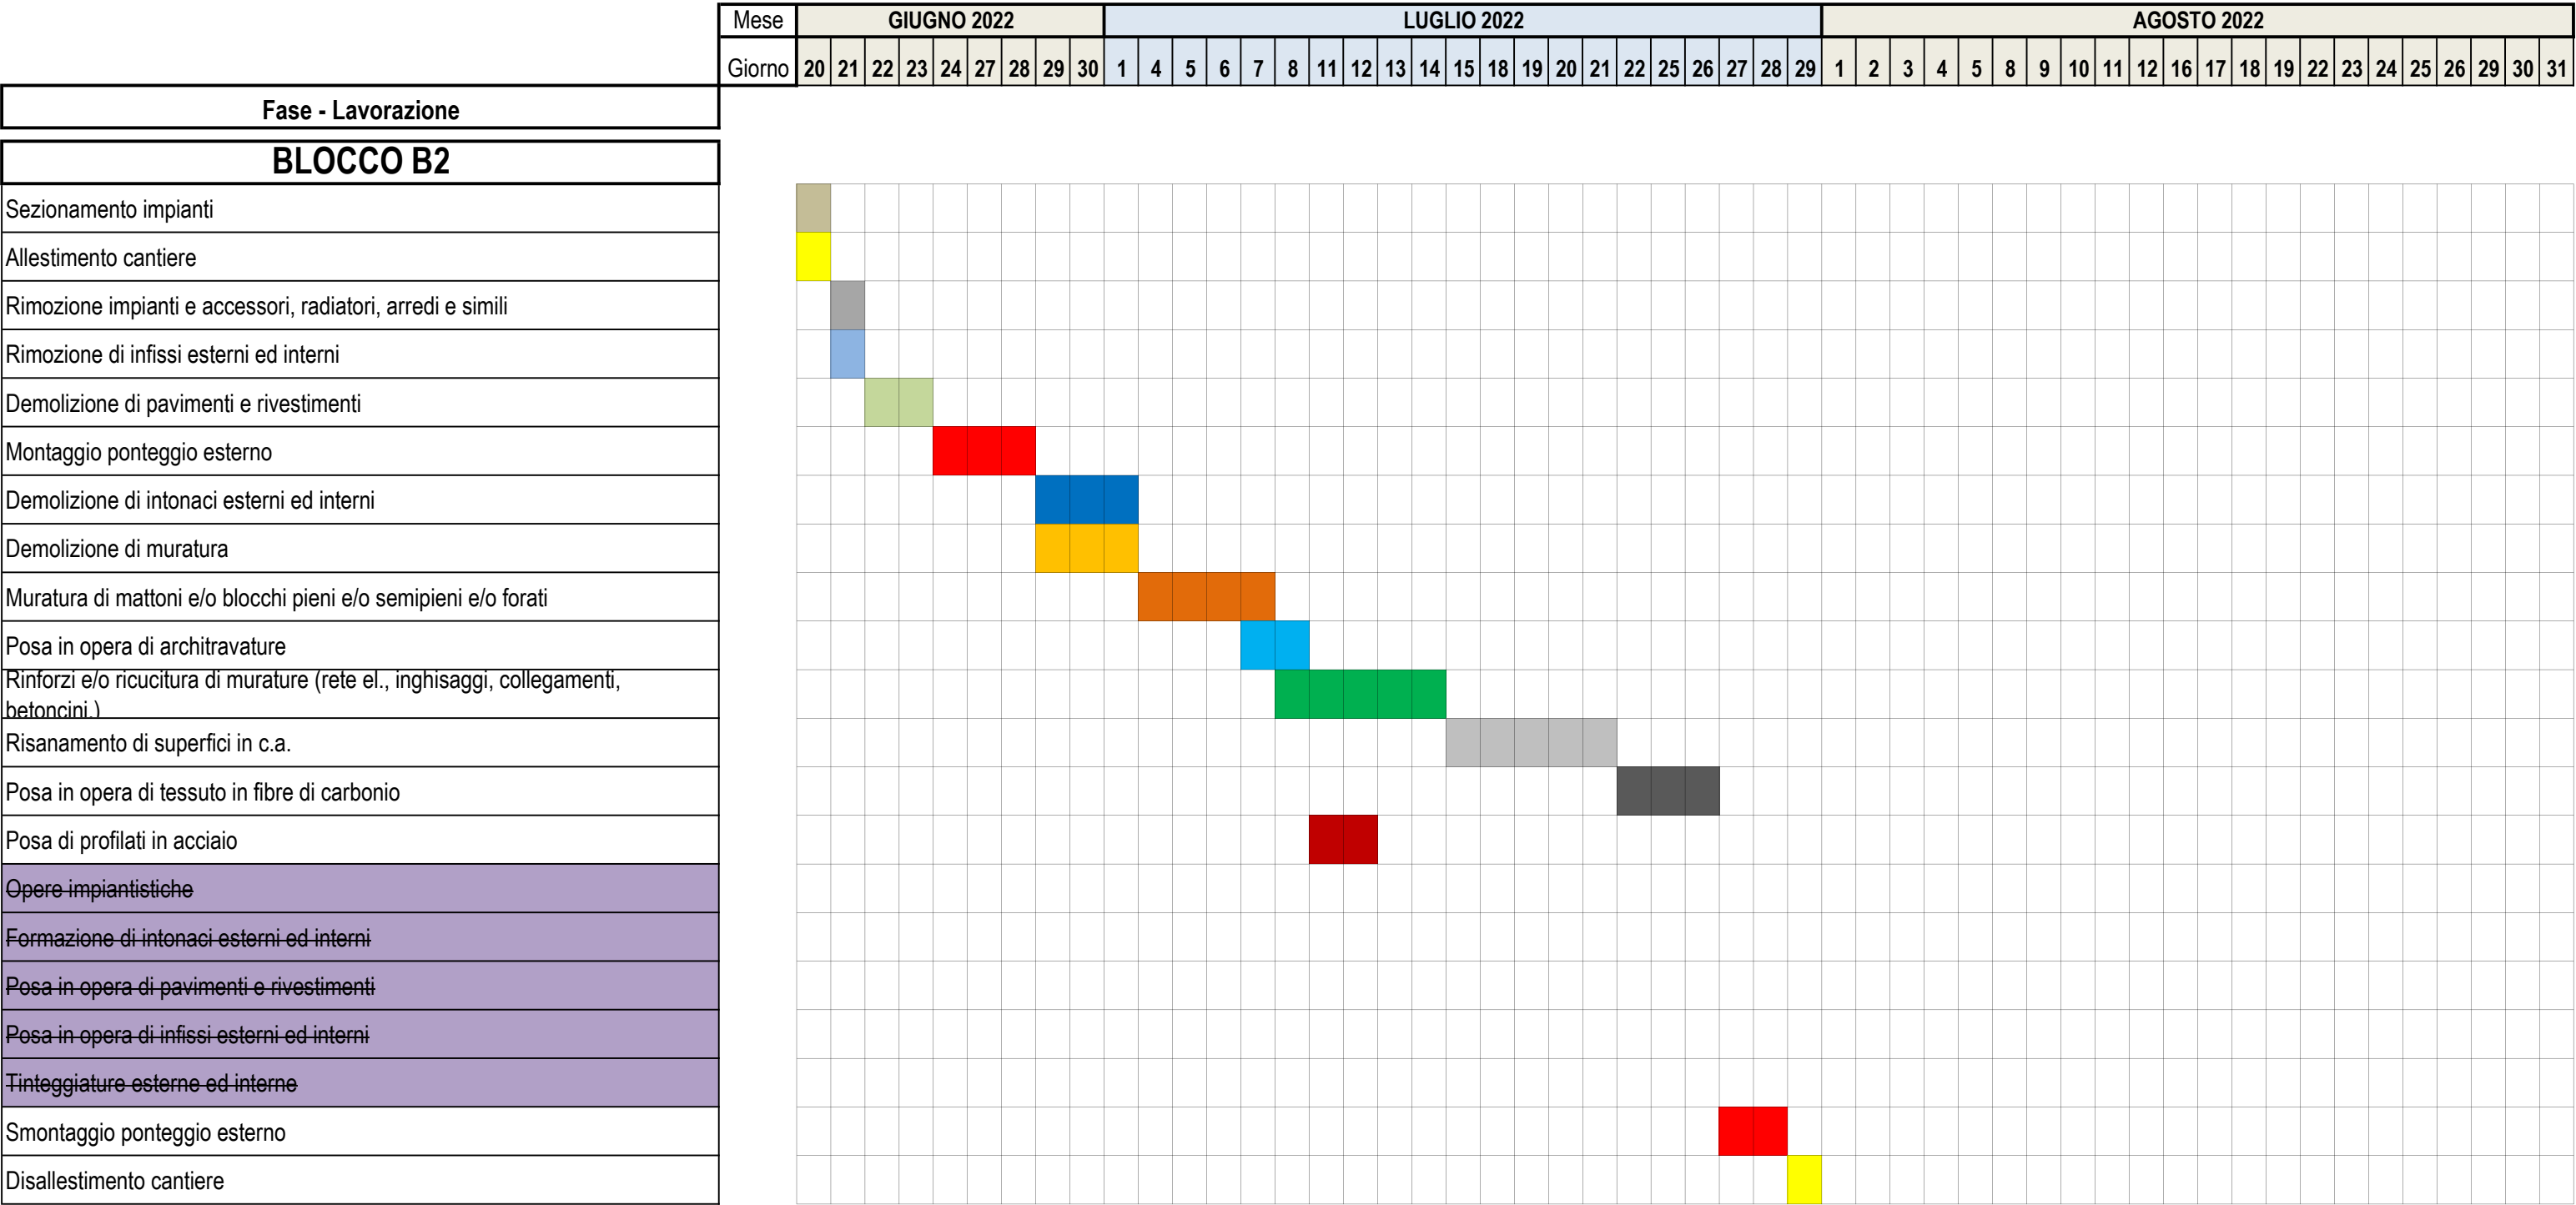 Mese GIUGNO 2022 LUGLIO 2022 AGOSTO 2022
Giorno 20 21 22 23 24 27 28 29 30 1 4 5 6 7 8 11 12 13 14 15 18 19 20 21 22 25 26 27 28 29 1 2 3 4 5 8 9 10 11 12 16 17 18 19 22 23 24 25 26 29 30 31
Fase - Lavorazione
BLOCCO B2
Sezionamento impianti
Allestimento cantiere
Rimozione impianti e accessori, radiatori, arredi e simili
Rimozione di infissi esterni ed interni
Demolizione di pavimenti e rivestimenti
Montaggio ponteggio esterno
Demolizione di intonaci esterni ed interni
Demolizione di muratura
Muratura di mattoni e/o blocchi pieni e/o semipieni e/o forati
Posa in opera di architravature
Rinforzi e/o ricucitura di murature (rete el., inghisaggi, collegamenti,
betoncini.)
Risanamento di superfici in c.a.
Posa in opera di tessuto in fibre di carbonio
Posa di profilati in acciaio
Opere impiantistiche
Formazione di intonaci esterni ed interni
Posa in opera di pavimenti e rivestimenti
Posa in opera di infissi esterni ed interni
Tinteggiature esterne ed interne
Smontaggio ponteggio esterno
Disallestimento cantiere